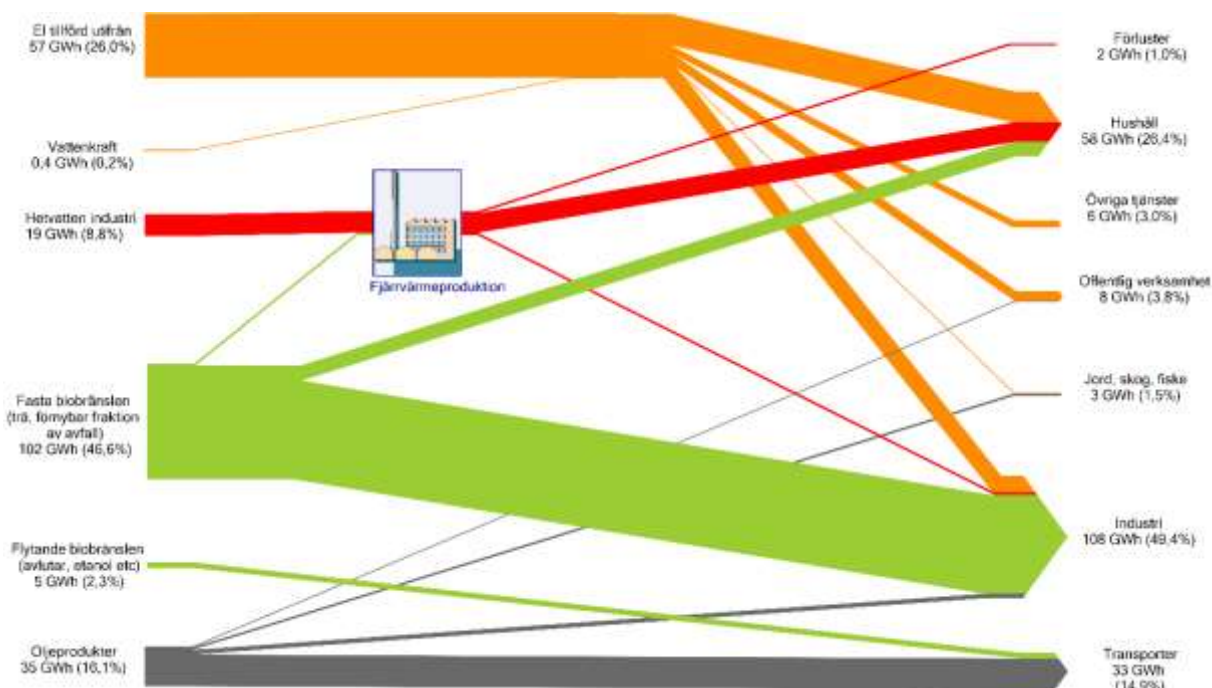 El tillförd utifrån
57 GWh (26,0%)
Vattenkraft
0,4 GWh (0,2%)
Hetvatten industri
19 GWh (8,8%)
Fjärrvärmeproduktion
Fasta biobränslen
(trä, förnybar fraktion
av avfall)
102 GWh (46,6%)
Flytande biobränslen
(avlutar, etanol etc)
5 GWh (2,3%)
Oljeprodukter
35 GWh (16,1%)
Förluster
2 GWh (1,0%)
Hushåll
58 GWh (26,4%)
Övriga tjänster
6 GWh (3,0%)
Offentlig verksamhet
8 GWh (3,8%)
Jord, skog, fiske
3 GWh (1,5%)
Industri
108 GWh (49,4%)
Transporter
33 GWh
(14,9%)